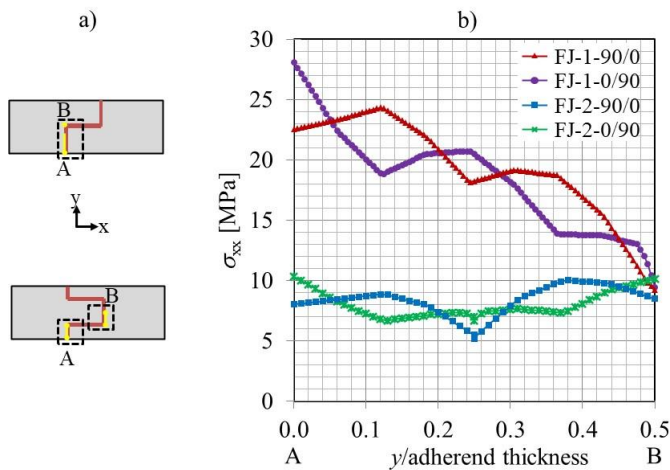 a)
B
A
y
x
B
A
b)
σxx [MPa]
30
25
20
15
10
5
0
FJ-1-90/0
FJ-1-0/90
FJ-2-90/0
FJ-2-0/90
0.0 0.1 0.2 0.3 0.4 0.5
A y/adherend thickness B